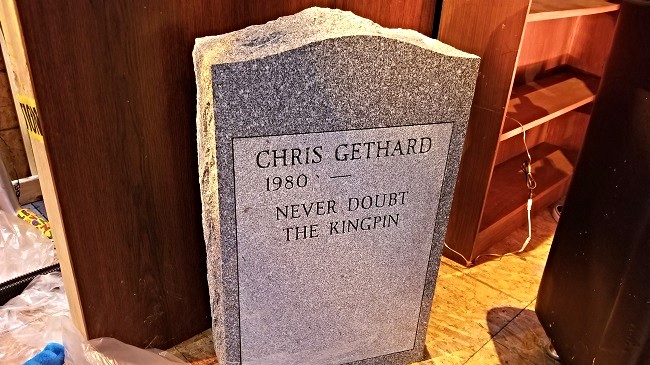 CHRIS GETHARD
1980 —
NEVER DOUBT
THE KINGPIN